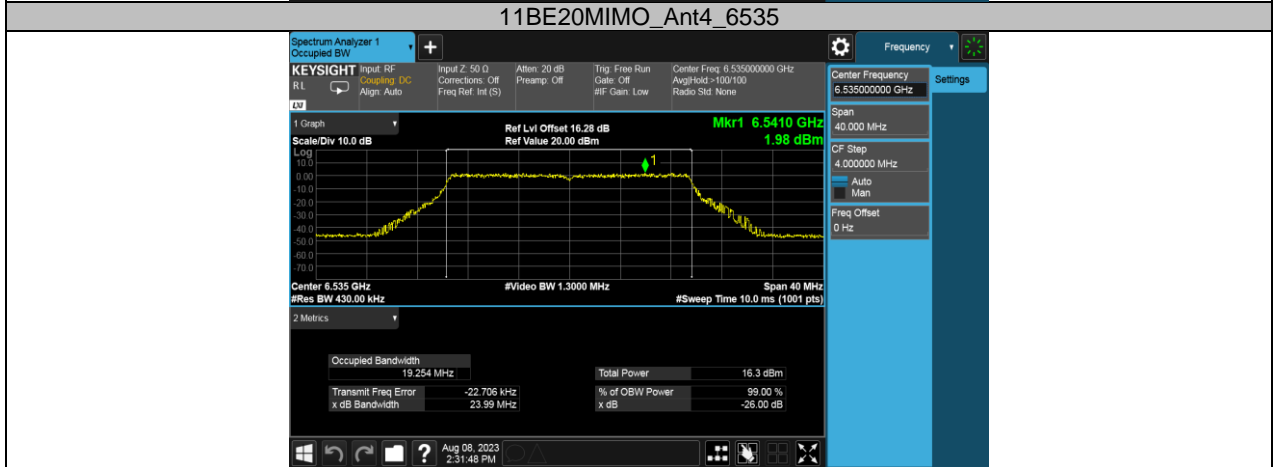 11BE20MIMO_Ant4_6535
Spectrum Analyzer 1
Occupied BW
+
Frequency
KEYSIGHT
RL
LXI
Input: RF
Coupling: DC
Align: Auto
Input Z: 50 Ω
Corrections: Off
Freq Ref: Int (S)
Atten: 20 dB
Preamp: Off
Trig: Free Run
Gate: Off
#IF Gain: Low
Center Freq: 6.535000000 GHz
Avg|Hold:>100/100
Radio Std: None
Center Frequency
6.535000000 GHz
Settings
Span
40.000 MHz
CF Step
4.000000 MHz
Auto
Man
Freq Offset
0 Hz
1 Graph
Scale/Div 10.0 dB
Ref Lvl Offset 16.28 dB
Ref Value 20.00 dBm
Mkr1 6.5410 GHz
1.98 dBm
Log
10.0
0.00
-10.0
-20.0
-30.0
-40.0
-50.0
-60.0
-70.0
1
Center 6.535 GHz
#Res BW 430.00 kHz
#Video BW 1.3000 MHz
Span 40 MHz
#Sweep Time 10.0 ms (1001 pts)
2 Metrics
Occupied Bandwidth
19.254 MHz
Total Power 16.3 dBm
Transmit Freq Error -22.706 kHz
% of OBW Power 99.00 %
x dB Bandwidth 23.99 MHz
x dB -26.00 dB
?
Aug 08, 2023
2:31:48 PM